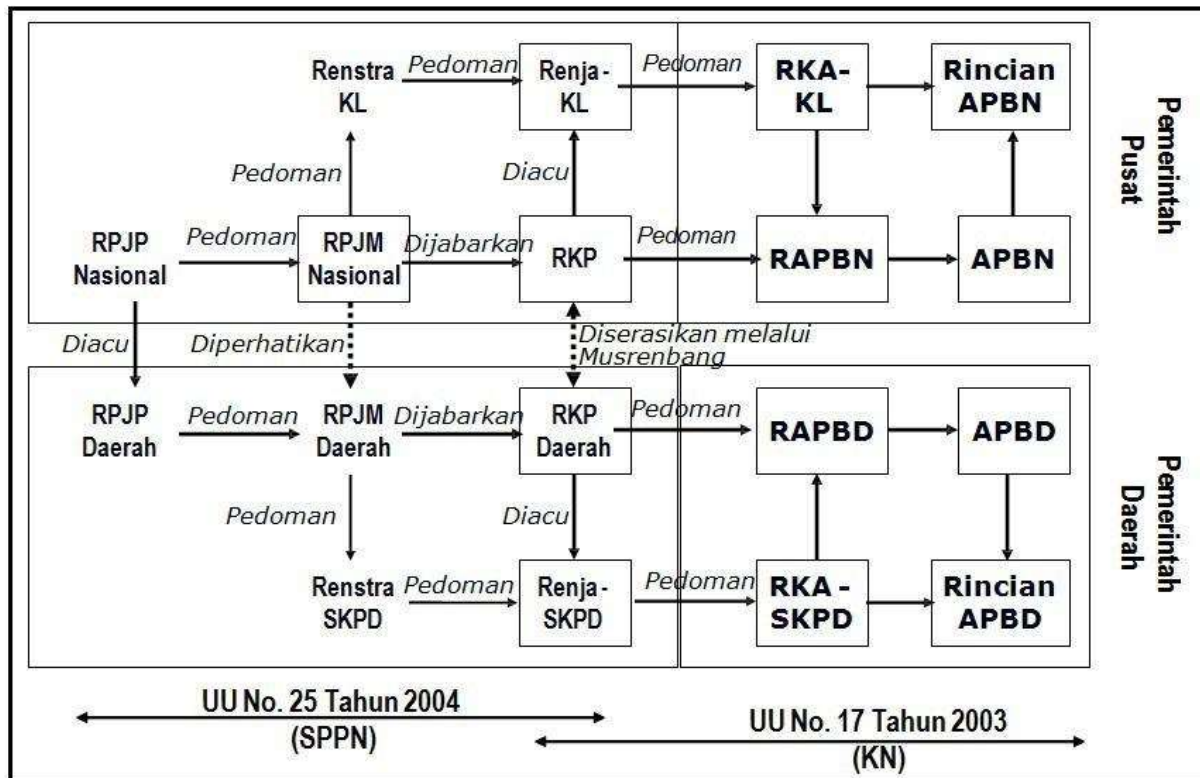 Renstra
KL
Pedoman
Renja-
KL
Pedoman
RKA-
KL
Rincian
APBN
Pedoman
Diacu
RPJP
Nasional
Pedoman
RPJM
Nasional
Dijabarkan
RKP
Pedoman
RAPBN
APBN
Pemerintah
Pusat
Diacu
Diperhatikan
Diserasikan melalui
Musrenbang
RPJP
Daerah
Pedoman
RPJM
Daerah
Dijabarkan
RKP
Daerah
Pedoman
RAPBD
APBD
Pedoman
Diacu
Renstra
SKPD
Pedoman
Renja-
SKPD
Pedoman
RKA -
SKPD
Rincian
APBD
Pemerintah
Daerah
UU No. 25 Tahun 2004
(SPPN)
UU No. 17 Tahun 2003
(KN)